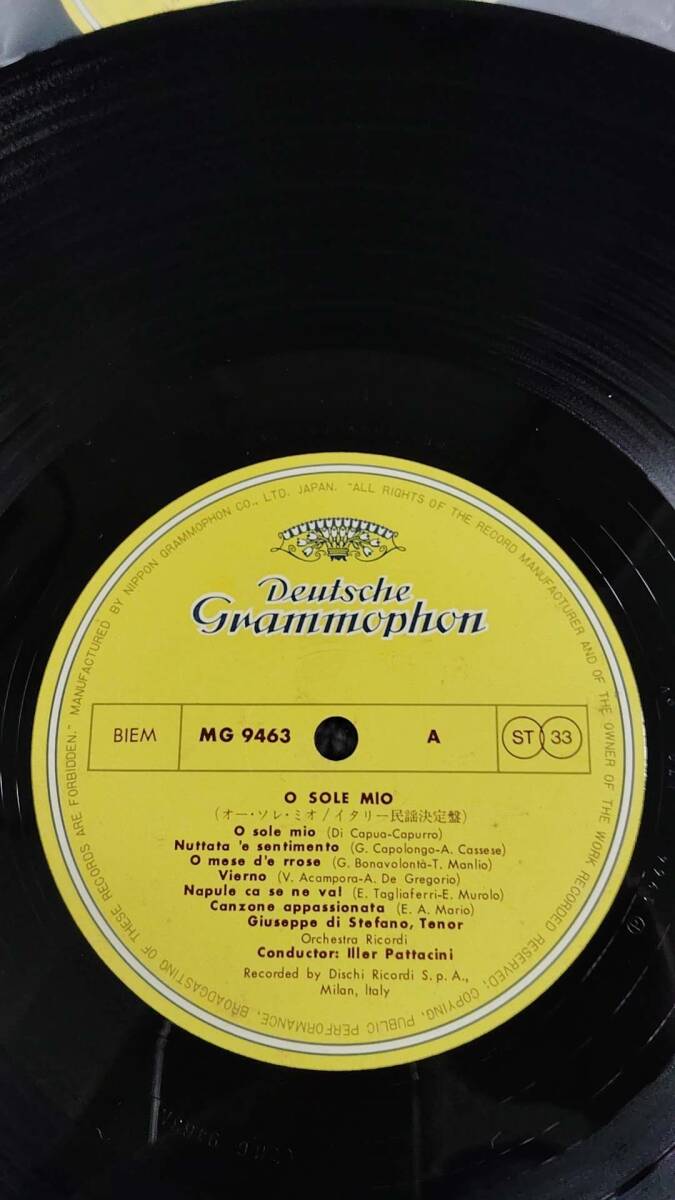 Deutsche
Grammophon
BIEM MG 9463 A ST 33
O SOLE MIO
(オー・ソレ・ミオ/イタリー民謡決定盤)
O sole mio (Di Capua-Capurro)
Nuttata 'e sentimento (G. Capolongo-A. Cassese)
O mese d'e rrose (G. Bonavolontà-T. Manlio)
Vierno (V. Acampora-A. De Gregorio)
Napule ca se ne va! (E. Tagliaferri-E. Murolo)
Canzone appassionata (E. A. Mario)
Giuseppe di Stefano, Tenor
Orchestra Ricordi
Conductor: Iller Pattacini
Recorded by Dischi Ricordi S. p. A.,
Milan, Italy
MANUFACTURED BY NIPPON GRAMMOPHON CO., LTD. JAPAN. "ALL RIGHTS OF THE RECORD MANUFACTURER AND OF THE OWNER OF THE WORK RECORDED RESERVED; COPYING, PUBLIC PERFORMANCE, BROADCASTING OF THESE RECORDS ARE FORBIDDEN."